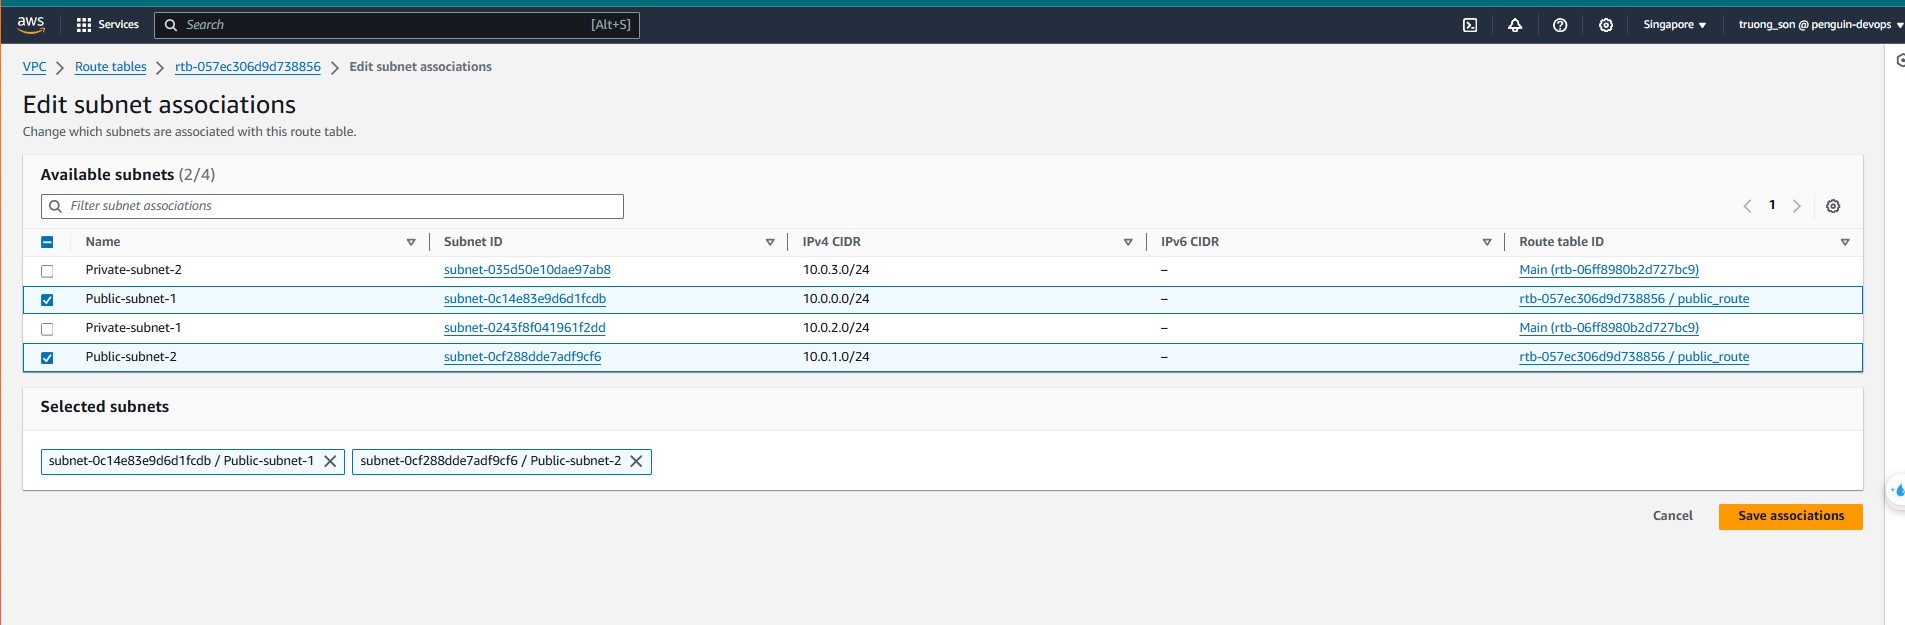 aws Services Search [Alt+S] Singapore truong_son @ penguin-devops
VPC Route tables rtb-057ec306d9d738856 Edit subnet associations
Edit subnet associations
Change which subnets are associated with this route table.
Available subnets (2/4)
Filter subnet associations
1
Name Subnet ID IPv4 CIDR IPv6 CIDR Route table ID
Private-subnet-2 subnet-035d50e10dae97ab8 10.0.3.0/24 – Main (rtb-06ff8980b2d727bc9)
Public-subnet-1 subnet-0c14e83e9d6d1fcdb 10.0.0.0/24 – rtb-057ec306d9d738856 / public_route
Private-subnet-1 subnet-0243f8f041961f2dd 10.0.2.0/24 – Main (rtb-06ff8980b2d727bc9)
Public-subnet-2 subnet-0cf288dde7adf9cf6 10.0.1.0/24 – rtb-057ec306d9d738856 / public_route
Selected subnets
subnet-0c14e83e9d6d1fcdb / Public-subnet-1 subnet-0cf288dde7adf9cf6 / Public-subnet-2
Cancel Save associations